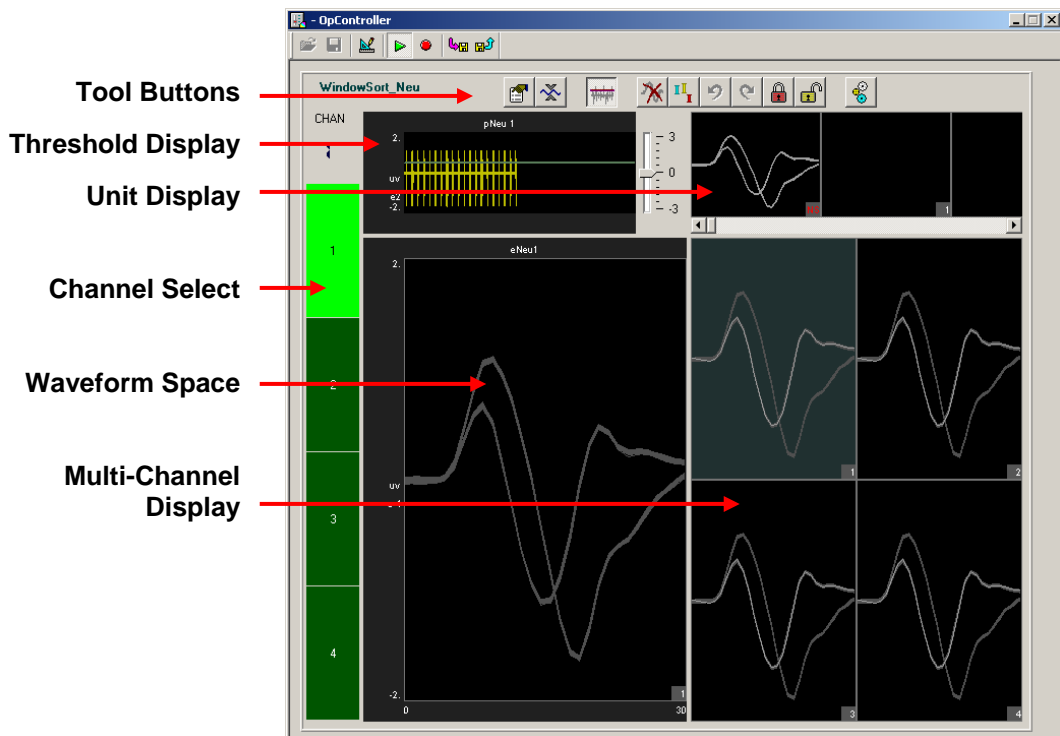 - OpController
Tool Buttons
WindowSort_Neu
Threshold Display
CHAN
pNeu 1
2.
uv
e2
-2.
3
0
-3
Unit Display
1
Channel Select
1
2
3
4
eNeu1
2.
uv
-2.
0
30
1
Waveform Space
Multi-Channel
Display
1
2
3
4